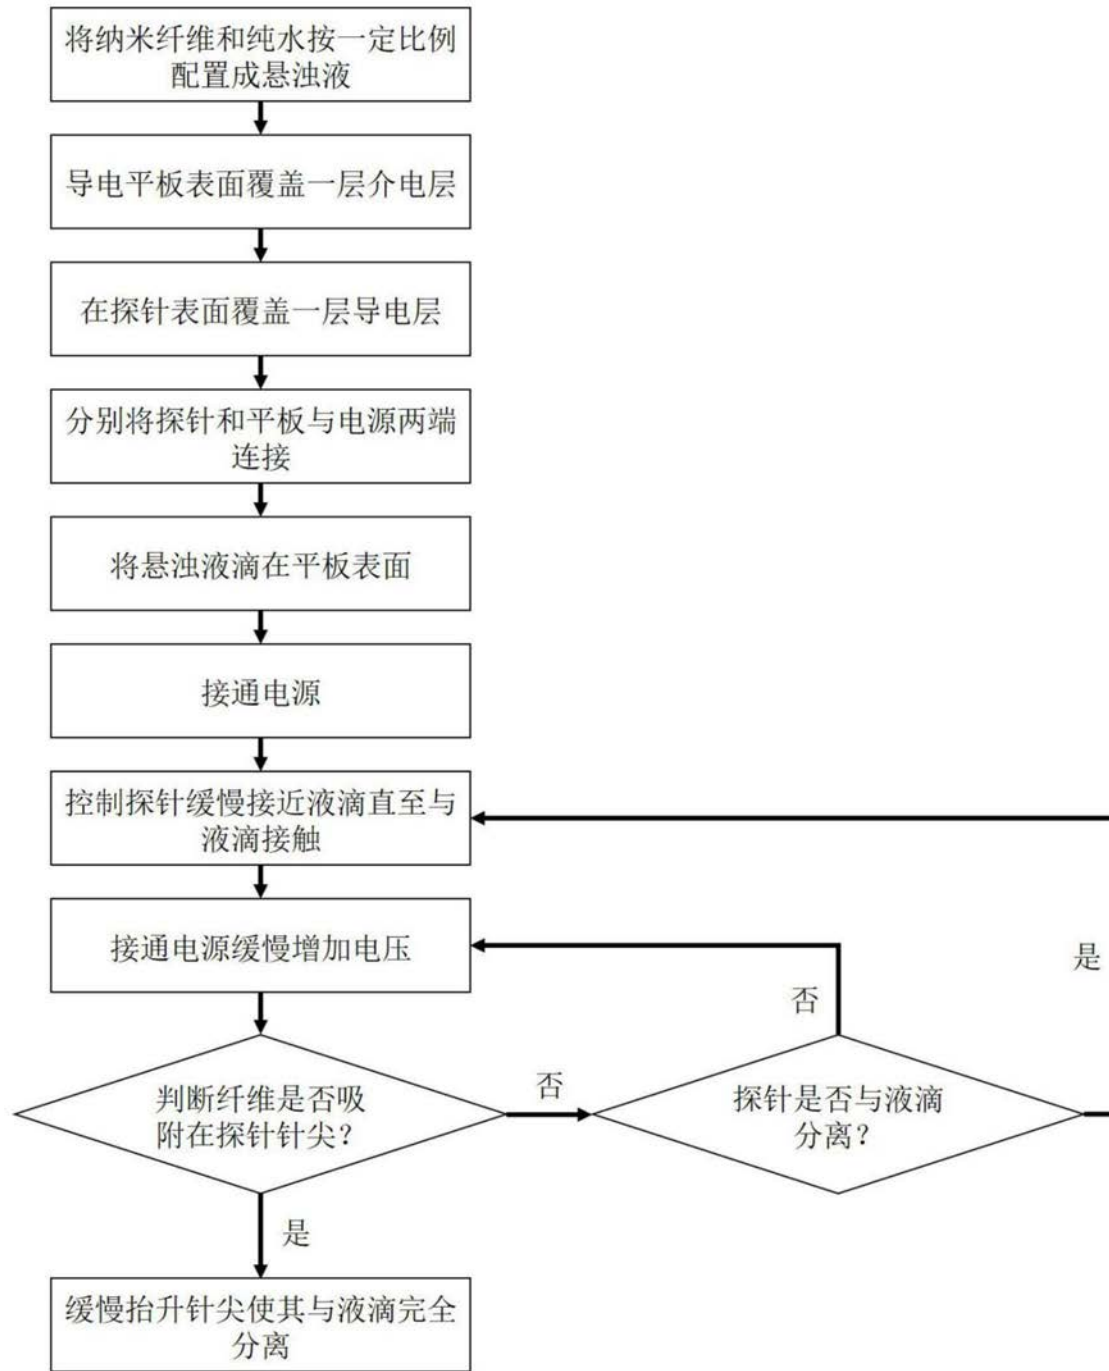 将纳米纤维和纯水按一定比例
配置成悬浊液
导电平板表面覆盖一层介电层
在探针表面覆盖一层导电层
分别将探针和平板与电源两端
连接
将悬浊液滴在平板表面
接通电源
控制探针缓慢接近液滴直至与
液滴接触
接通电源缓慢增加电压
是
否
判断纤维是否吸
附在探针针尖?
否
探针是否与液滴
分离?
是
缓慢抬升针尖使其与液滴完全
分离